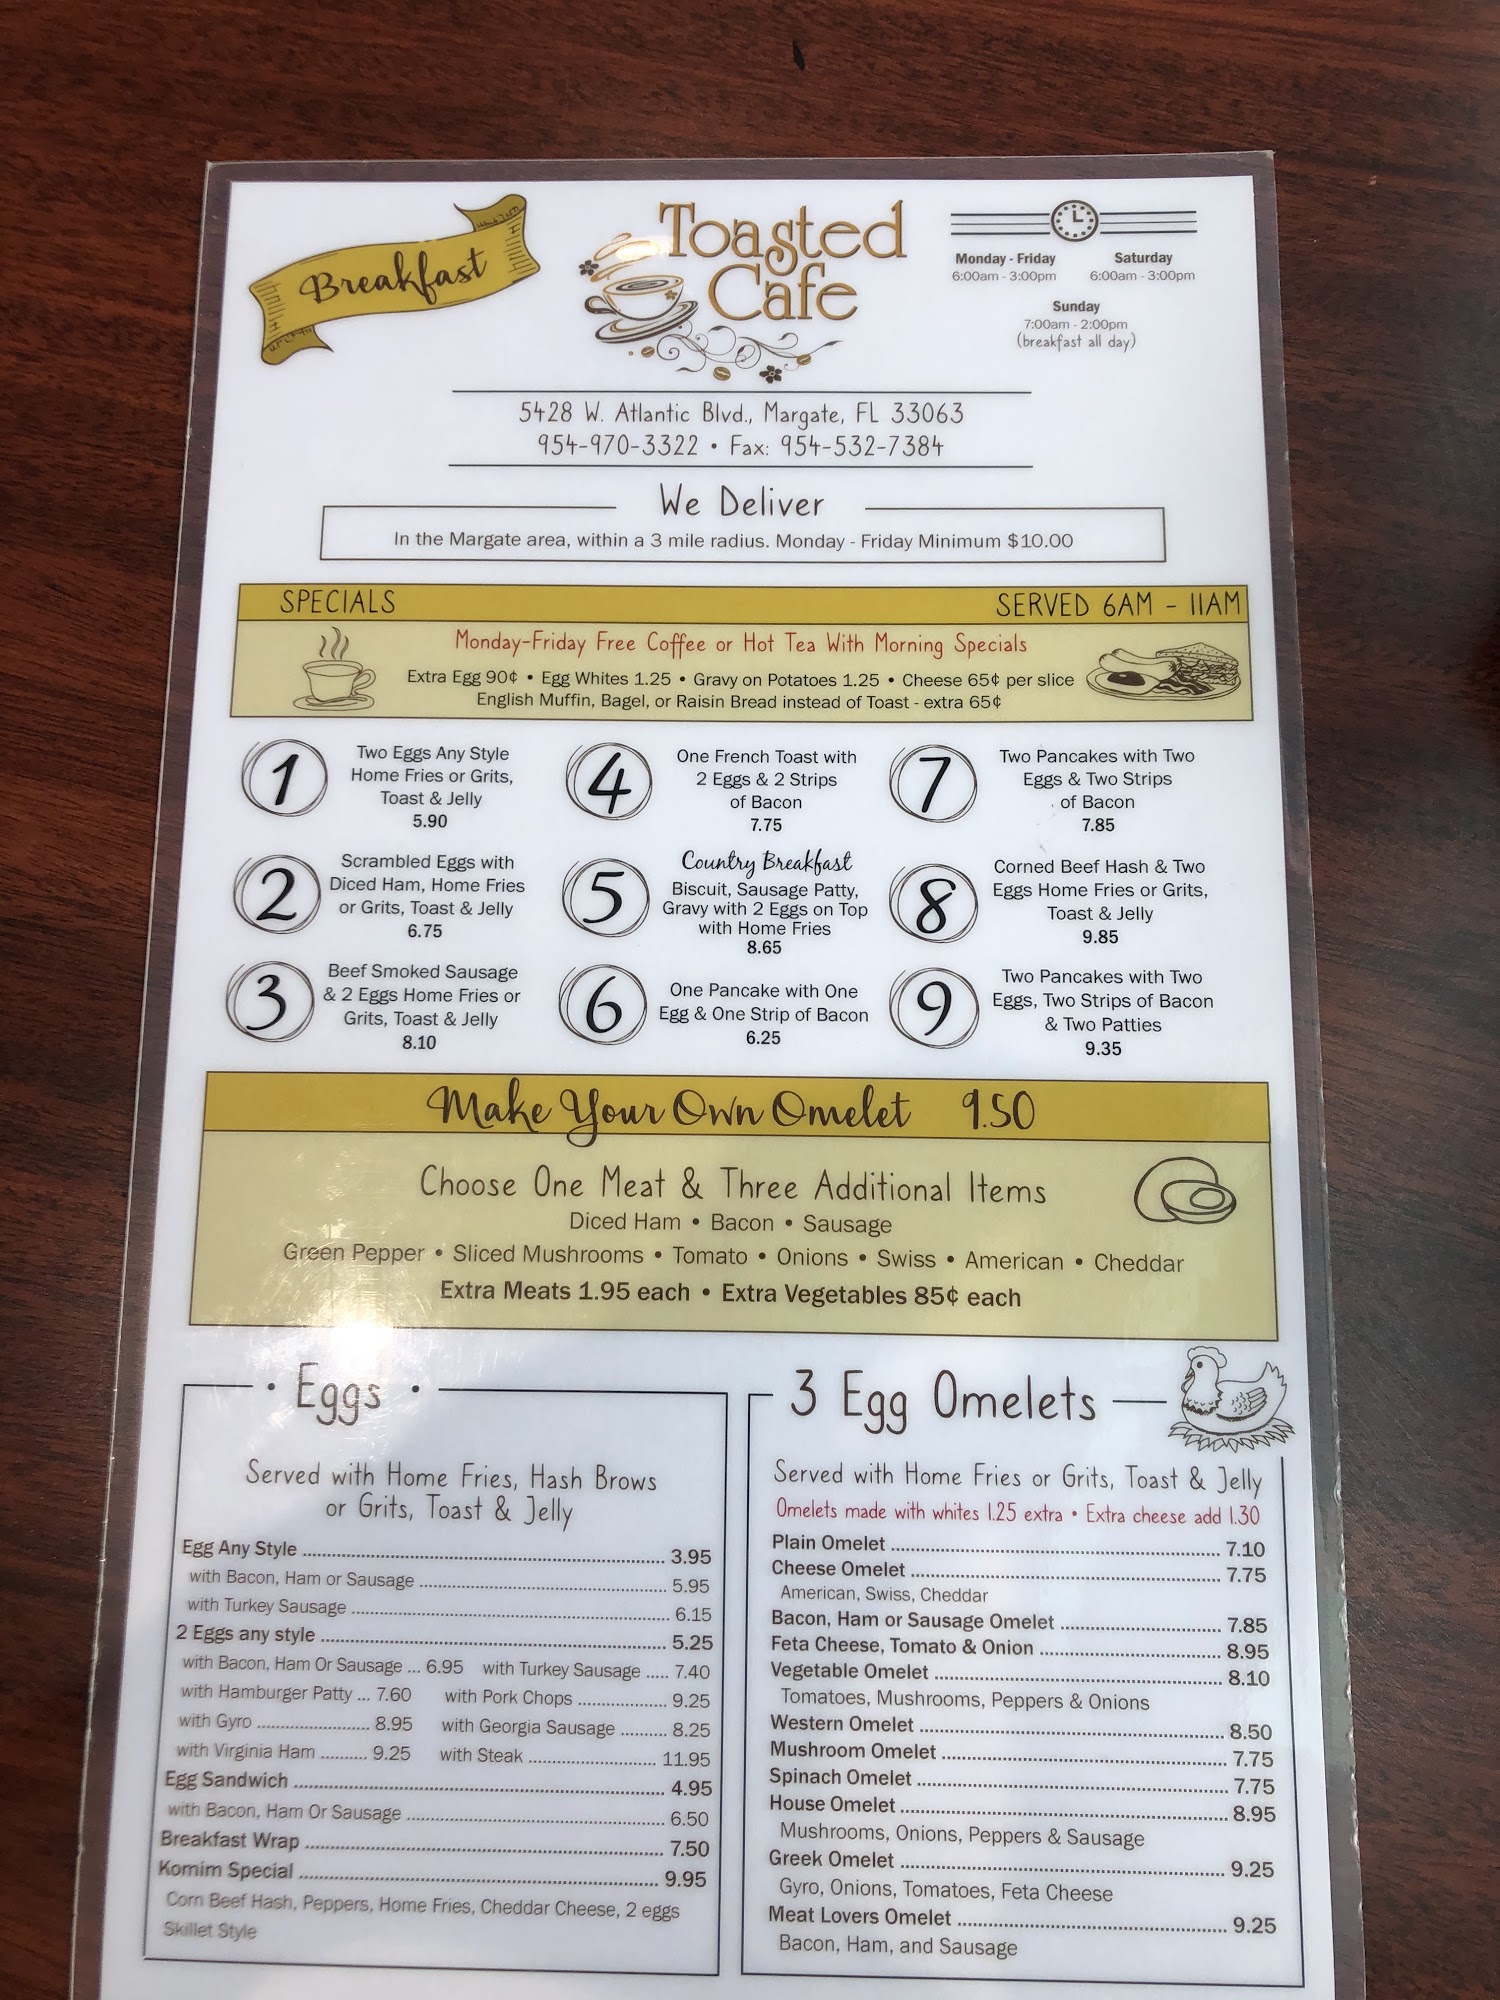 Breakfast
Toasted
Cafe
Monday - Friday
6:00am - 3:00pm
Saturday
6:00am - 3:00pm
Sunday
7:00am - 2:00pm
(breakfast all day)
5428 W. Atlantic Blvd., Margate, FL 33063
954-970-3322 • Fax: 954-532-7384
We Deliver
In the Margate area, within a 3 mile radius. Monday - Friday Minimum $10.00
SPECIALS SERVED 6AM - 11AM
Monday-Friday Free Coffee or Hot Tea With Morning Specials
Extra Egg 90¢ • Egg Whites 1.25 • Gravy on Potatoes 1.25 • Cheese 65¢ per slice
English Muffin, Bagel, or Raisin Bread instead of Toast - extra 65¢
1
Two Eggs Any Style
Home Fries or Grits,
Toast & Jelly
5.90
2
Scrambled Eggs with
Diced Ham, Home Fries
or Grits, Toast & Jelly
6.75
3
Beef Smoked Sausage
& 2 Eggs Home Fries or
Grits, Toast & Jelly
8.10
4
One French Toast with
2 Eggs & 2 Strips
of Bacon
7.75
5
Country Breakfast
Biscuit, Sausage Patty,
Gravy with 2 Eggs on Top
with Home Fries
8.65
6
One Pancake with One
Egg & One Strip of Bacon
6.25
7
Two Pancakes with Two
Eggs & Two Strips
of Bacon
7.85
8
Corned Beef Hash & Two
Eggs Home Fries or Grits,
Toast & Jelly
9.85
9
Two Pancakes with Two
Eggs, Two Strips of Bacon
& Two Patties
9.35
Make Your Own Omelet 9.50
Choose One Meat & Three Additional Items
Diced Ham • Bacon • Sausage
Green Pepper • Sliced Mushrooms • Tomato • Onions • Swiss • American • Cheddar
Extra Meats 1.95 each • Extra Vegetables 85¢ each
• Eggs •
Served with Home Fries, Hash Brows
or Grits, Toast & Jelly
Egg Any Style 3.95
with Bacon, Ham or Sausage 5.95
with Turkey Sausage 6.15
2 Eggs any style 5.25
with Bacon, Ham Or Sausage ... 6.95 with Turkey Sausage ..... 7.40
with Hamburger Patty ... 7.60 with Pork Chops 9.25
with Gyro 8.95 with Georgia Sausage 8.25
with Virginia Ham 9.25 with Steak 11.95
Egg Sandwich 4.95
with Bacon, Ham Or Sausage 6.50
Breakfast Wrap 7.50
Komim Special 9.95
Corn Beef Hash, Peppers, Home Fries, Cheddar Cheese, 2 eggs
Skillet Style
3 Egg Omelets
Served with Home Fries or Grits, Toast & Jelly
Omelets made with whites 1.25 extra • Extra cheese add 1.30
Plain Omelet 7.10
Cheese Omelet 7.75
American, Swiss, Cheddar
Bacon, Ham or Sausage Omelet 7.85
Feta Cheese, Tomato & Onion 8.95
Vegetable Omelet 8.10
Tomatoes, Mushrooms, Peppers & Onions
Western Omelet 8.50
Mushroom Omelet 7.75
Spinach Omelet 7.75
House Omelet 8.95
Mushrooms, Onions, Peppers & Sausage
Greek Omelet 9.25
Gyro, Onions, Tomatoes, Feta Cheese
Meat Lovers Omelet 9.25
Bacon, Ham, and Sausage